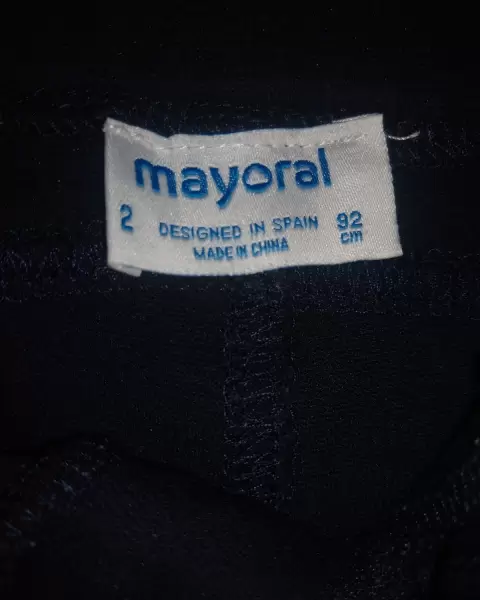 mayoral
2 DESIGNED IN SPAIN 92
MADE IN CHINA cm